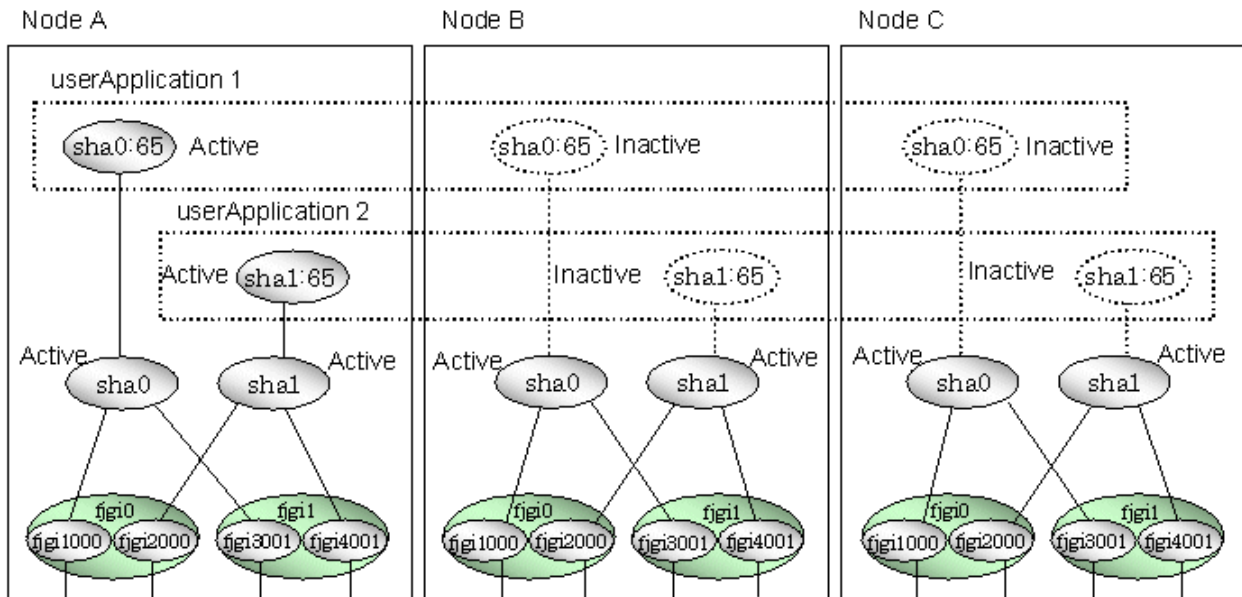 Node A
Node B
Node C
userApplication 1
sha0:65 Active
sha0:65 Inactive
sha0:65 Inactive
userApplication 2
Active sha1:65
Inactive sha1:65
Inactive sha1:65
Active sha0 sha1 Active
Active sha0 sha1 Active
Active sha0 sha1 Active
fjgi0 fjgi1
fjgi0 fjgi1
fjgi0 fjgi1
fjgi1000 fjgi2000 fjgi3001 fjgi4001
fjgi1000 fjgi2000 fjgi3001 fjgi4001
fjgi1000 fjgi2000 fjgi3001 fjgi4001